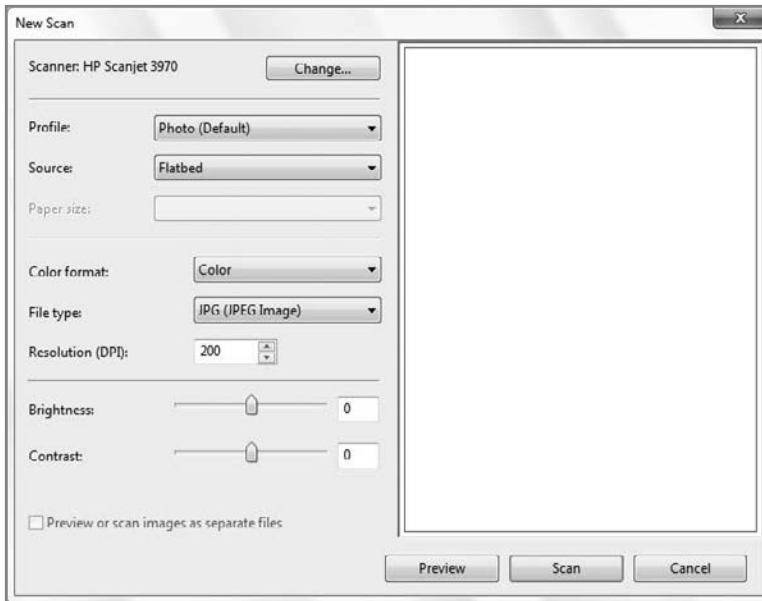 New Scan
x
Scanner: HP Scanjet 3970
Change...
Profile:
Photo (Default)
Source:
Flatbed
Paper size:
Color format:
Color
File type:
JPG (JPEG Image)
Resolution (DPI):
200
Brightness:
0
Contrast:
0
Preview or scan images as separate files
Preview
Scan
Cancel